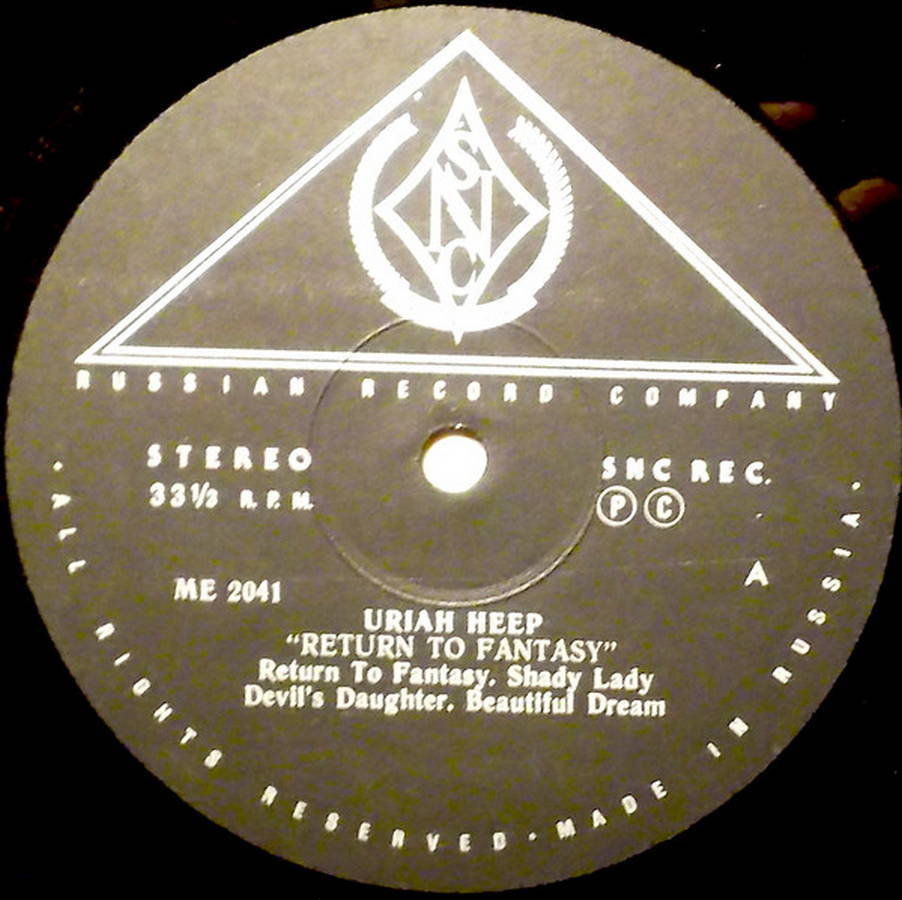 SNC
RUSSIAN RECORD COMPANY
STEREO
33⅓ R.P.M.
SNC REC.
Ⓟ Ⓒ
ME 2041
A
URIAH HEEP
“RETURN TO FANTASY”
Return To Fantasy. Shady Lady
Devil's Daughter. Beautiful Dream
· ALL RIGHTS RESERVED · MADE IN RUSSIA ·